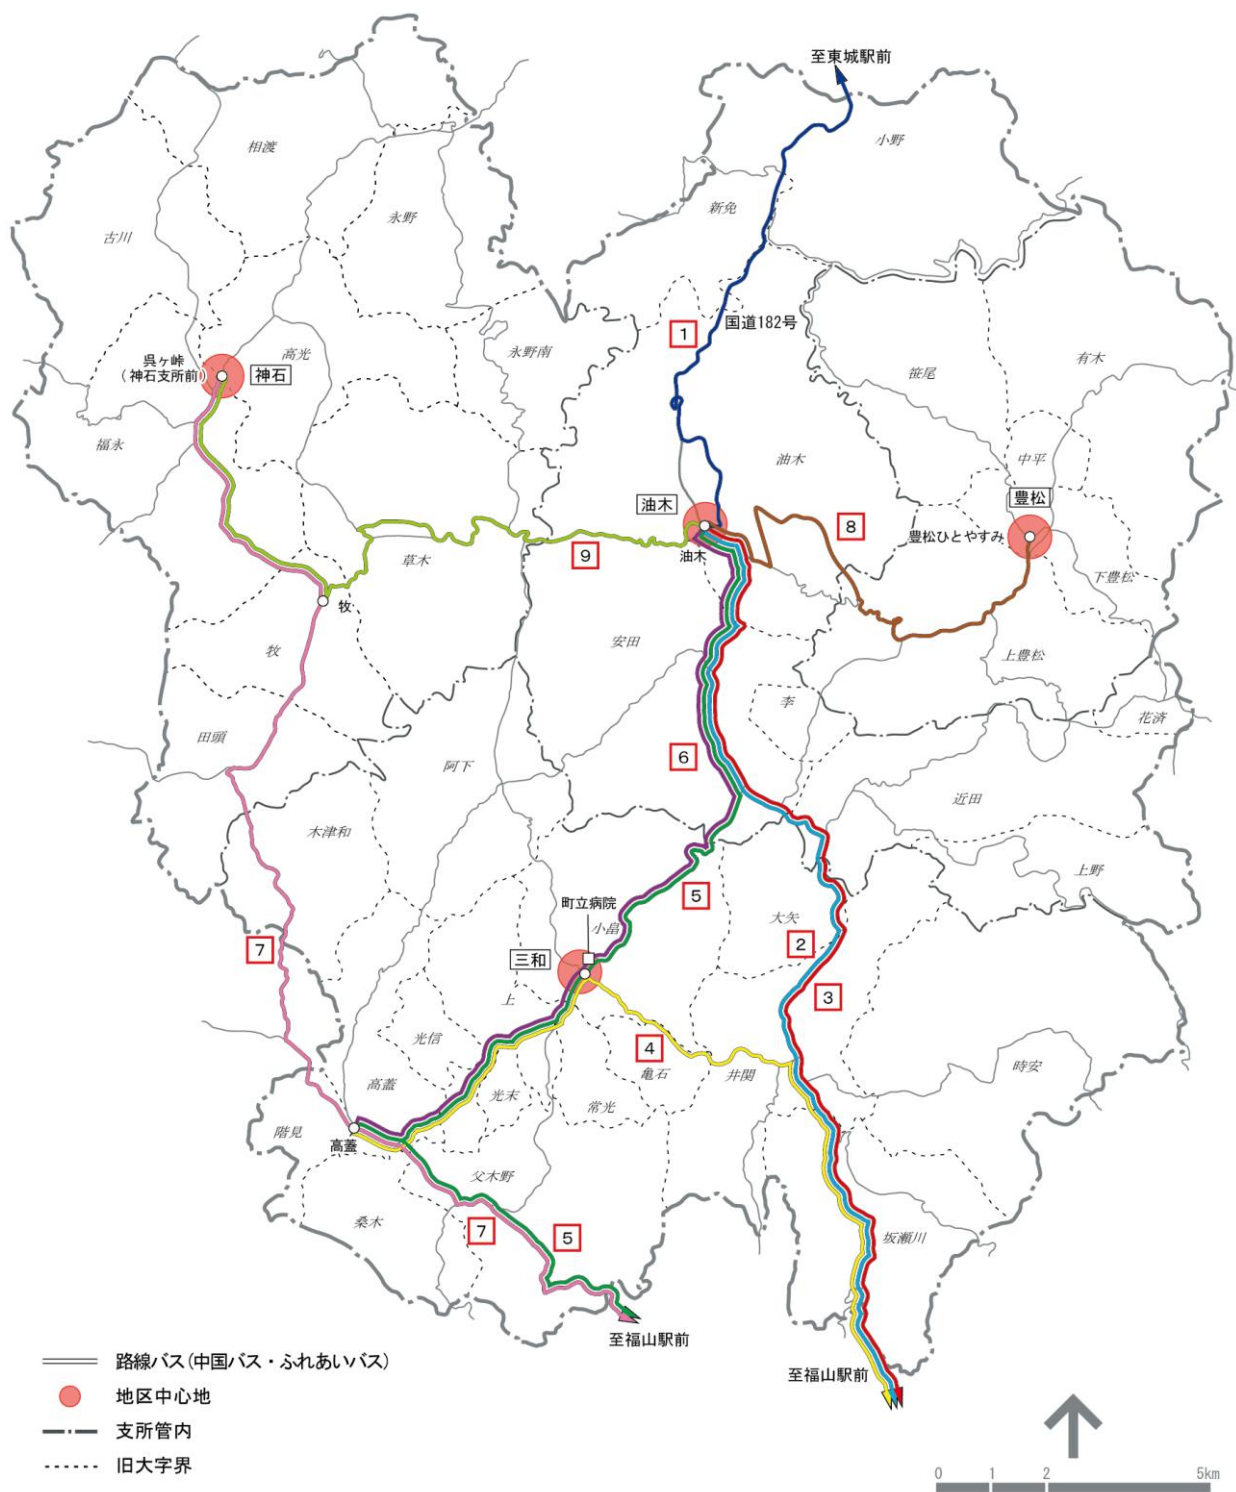 至東城駅前
小野
相渡
新免
永野
古川
国道182号
1
永野南
有木
呉ヶ峠
(神石支所前)
神石
高光
笹尾
福永
中平
油木
豊松
油木
8
豊松ひとやすみ
草木
9
油木
下豊松
牧
安田
牧
上豊松
李
花済
田頭
6
阿下
近田
木津和
上野
5
町立病院
小畠
大矢
7
2
三和
3
上
光信
4
亀石
井関
時安
高蓋
光末
常光
階見
高蓋
父木野
桑木
7
5
坂瀬川
至福山駅前
至福山駅前
路線バス(中国バス・ふれあいバス)
地区中心地
支所管内
旧大字界
0 1 2 5km